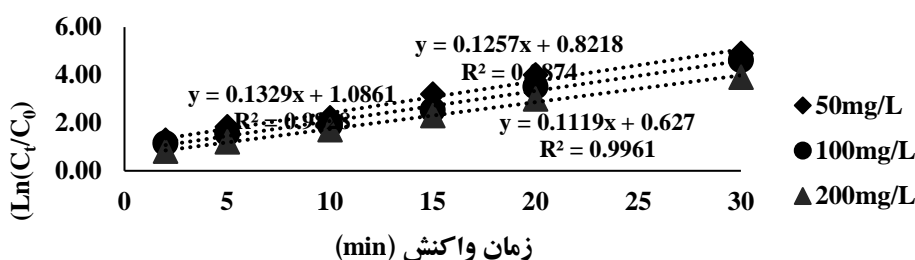 (Ln(Cₜ/C₀)
6.00
4.00
2.00
0.00
y = 0.1257x + 0.8218
y = 0.1329x + 1.0861
y = 0.1119x + 0.627
R² = 0.9961
0 5 10 15 20 25 30
زمان واکنش (min)
50mg/L
100mg/L
200mg/L